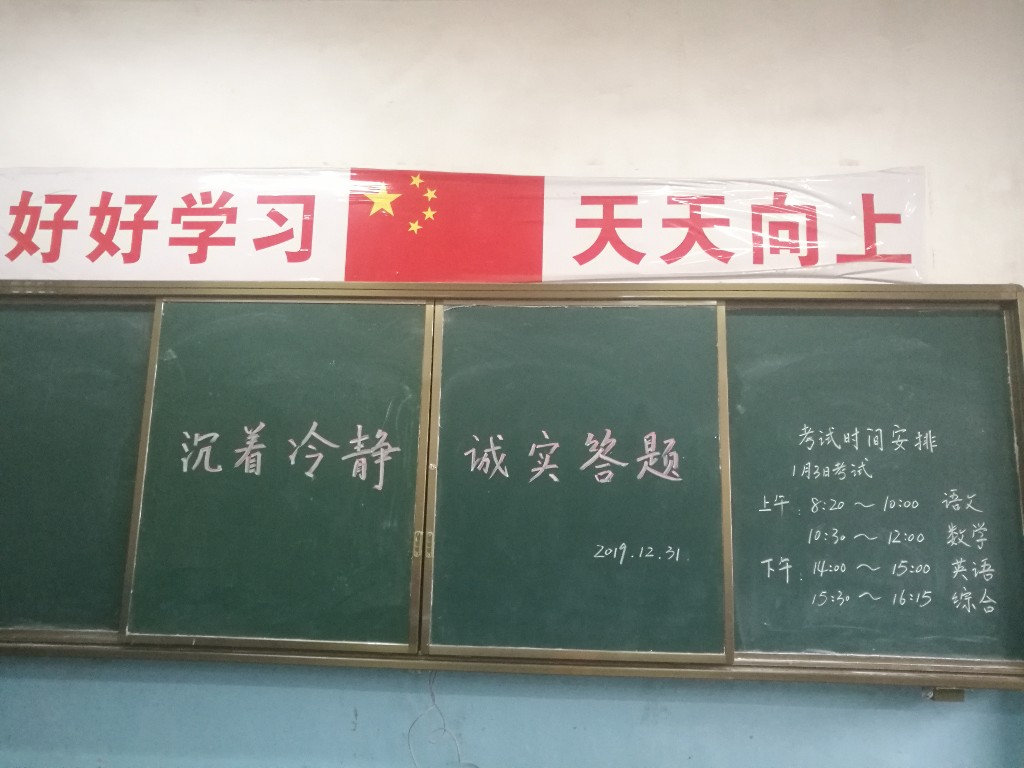 好好学习 天天向上
沉着冷静 诚实答题
2019.12.31.
考试时间安排
1月3日考试
上午: 8:20～10:00 语文
10:30～12:00 数学
下午: 14:00～15:00 英语
15:30～16:15 综合